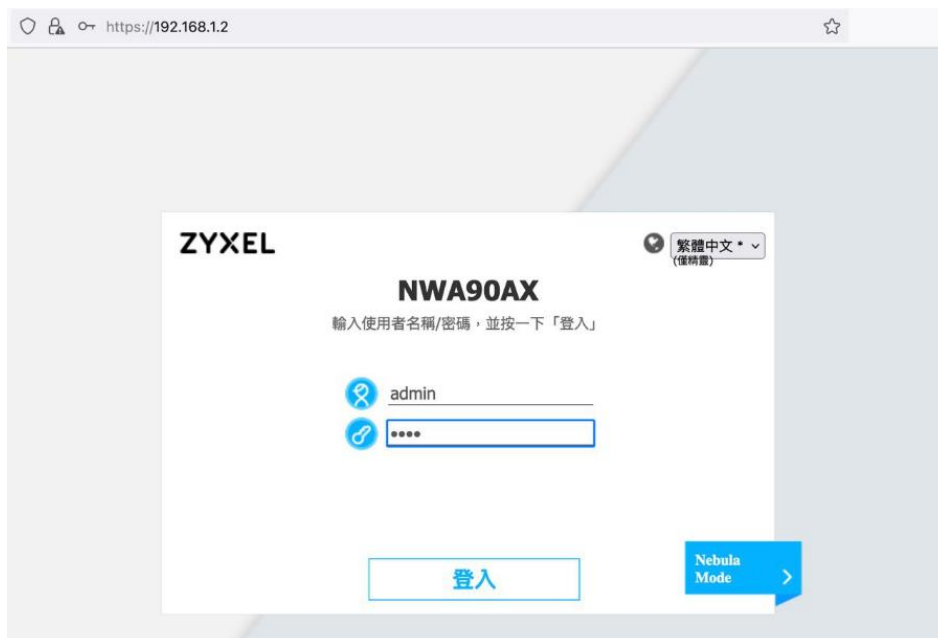 https://192.168.1.2
ZYXEL
繁體中文 *
(僅精靈)
NWA90AX
輸入使用者名稱/密碼，並按一下「登入」
admin
••••
登入
Nebula
Mode